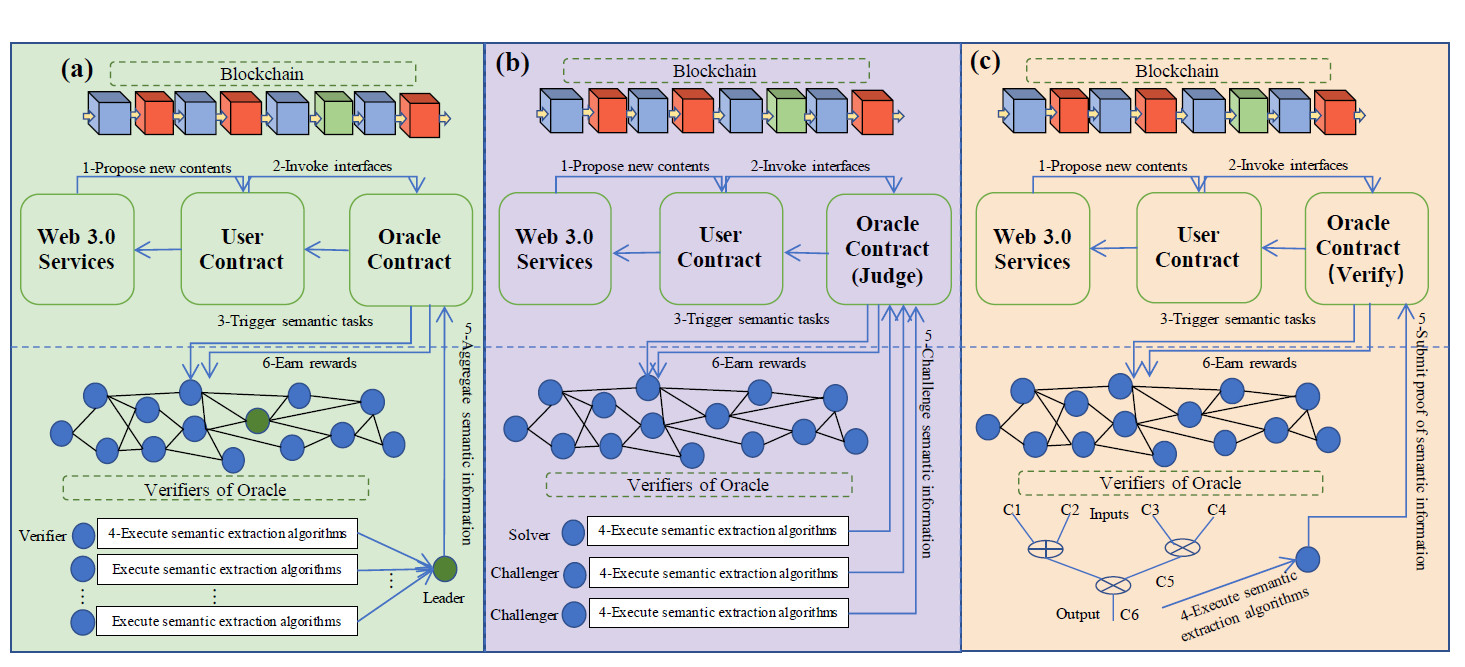 (a)
Blockchain
1-Propose new contents
2-Invoke interfaces
Web 3.0
Services
User
Contract
Oracle
Contract
3-Trigger semantic tasks
6-Earn rewards
5-Aggregate semantic information
Verifiers of Oracle
Verifier
4-Execute semantic extraction algorithms
Execute semantic extraction algorithms
Execute semantic extraction algorithms
Leader
(b)
Blockchain
1-Propose new contents
2-Invoke interfaces
Web 3.0
Services
User
Contract
Oracle
Contract
(Judge)
3-Trigger semantic tasks
6-Earn rewards
5-Chanllenge semantic information
Verifiers of Oracle
Solver
4-Execute semantic extraction algorithms
Challenger
4-Execute semantic extraction algorithms
Challenger
4-Execute semantic extraction algorithms
(c)
Blockchain
1-Propose new contents
2-Invoke interfaces
Web 3.0
Services
User
Contract
Oracle
Contract
（Verify）
3-Trigger semantic tasks
6-Earn rewards
5-Submit proof of semantic information
Verifiers of Oracle
C1
C2
Inputs
C3
C4
C5
Output
C6
4-Execute semantic
extraction algorithms